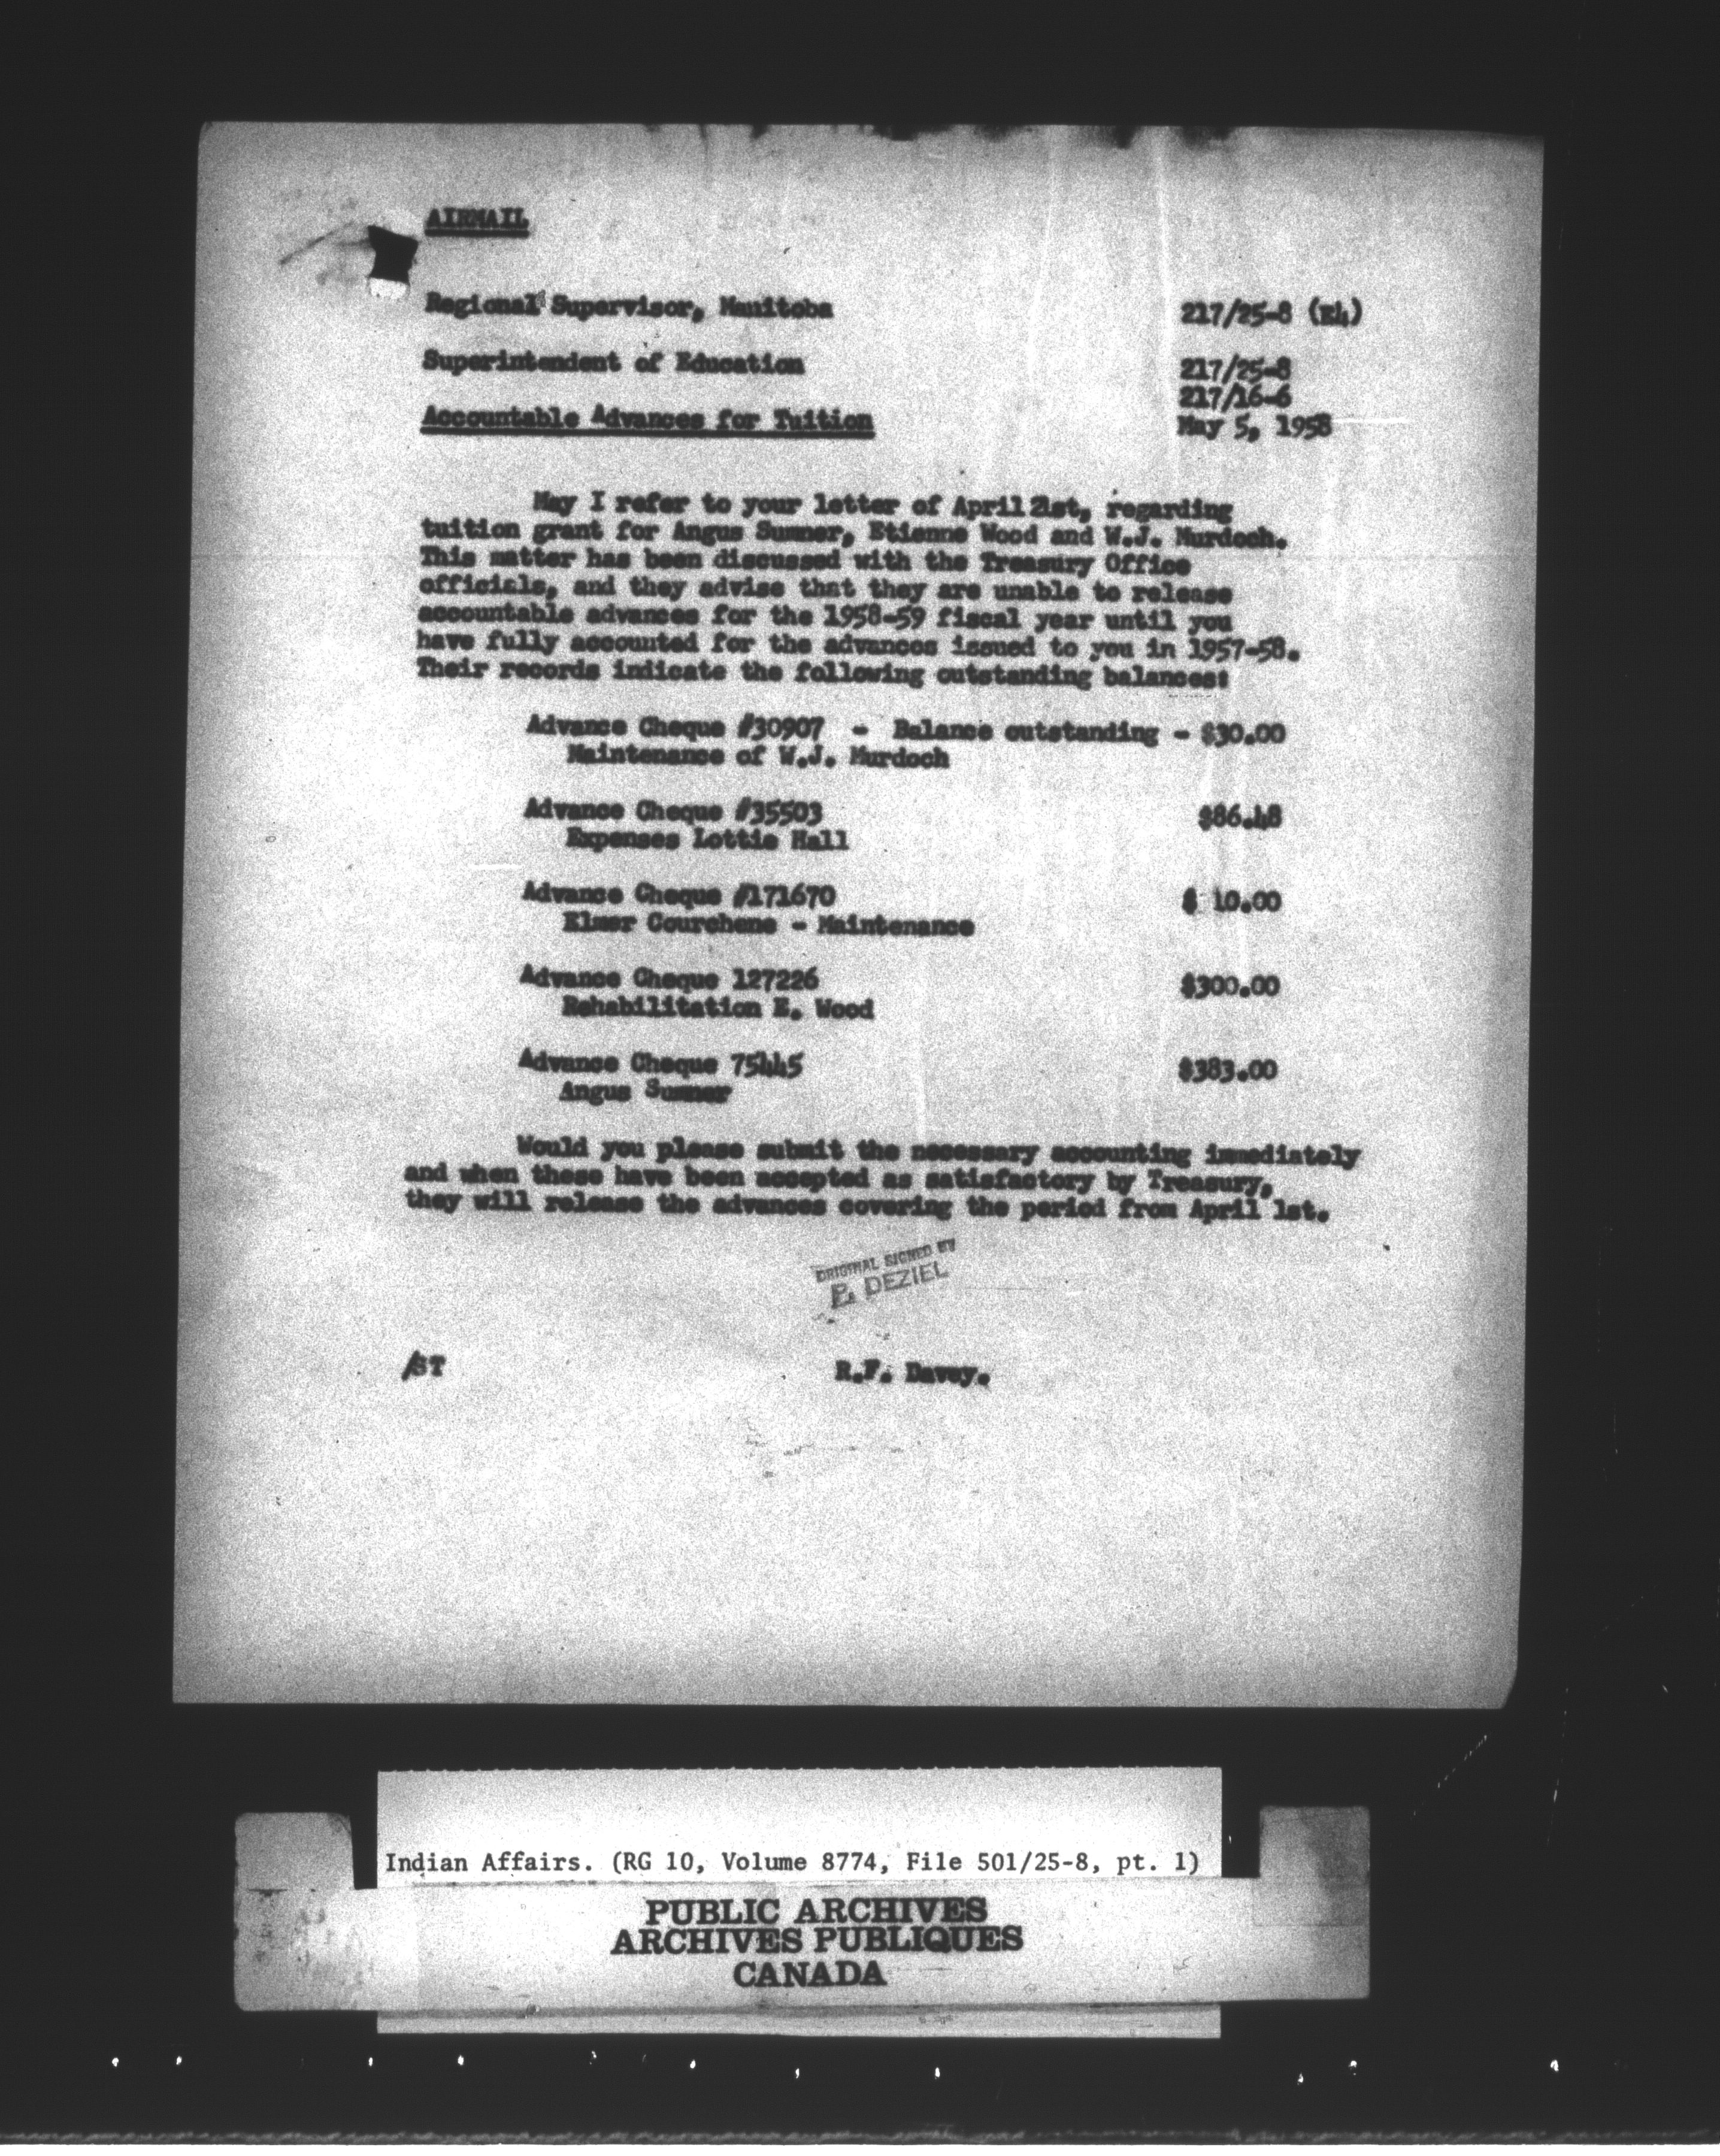 AIRMAIL
Regional Supervisor, Manitoba
217/25-8 (E4)
Superintendent of Education
217/25-8
217/16-6
Accountable Advances for Tuition
May 5, 1958
May I refer to your letter of April 21st, regarding
tuition grant for Angus Sumner, Etienne Wood and W.J. Murdoch.
This matter has been discussed with the Treasury Office
officials, and they advise that they are unable to release
accountable advances for the 1958-59 fiscal year until you
have fully accounted for the advances issued to you in 1957-58.
Their records indicate the following outstanding balances:
Advance Cheque #30907 - Balance outstanding - $30.00
Maintenance of W.J. Murdoch
Advance Cheque #35503 $86.48
Expenses Lottie Hall
Advance Cheque #171670 $ 10.00
Elmer Courchene - Maintenance
Advance Cheque 127226 $300.00
Rehabilitation E. Wood
Advance Cheque 75445 $383.00
Angus Sumner
Would you please submit the necessary accounting immediately
and when these have been accepted as satisfactory by Treasury,
they will release the advances covering the period from April 1st.
ORIGINAL SIGNED BY
P. DEZIEL
/ST
R.F. Davey.
Indian Affairs. (RG 10, Volume 8774, File 501/25-8, pt. 1)
PUBLIC ARCHIVES
ARCHIVES PUBLIQUES
CANADA